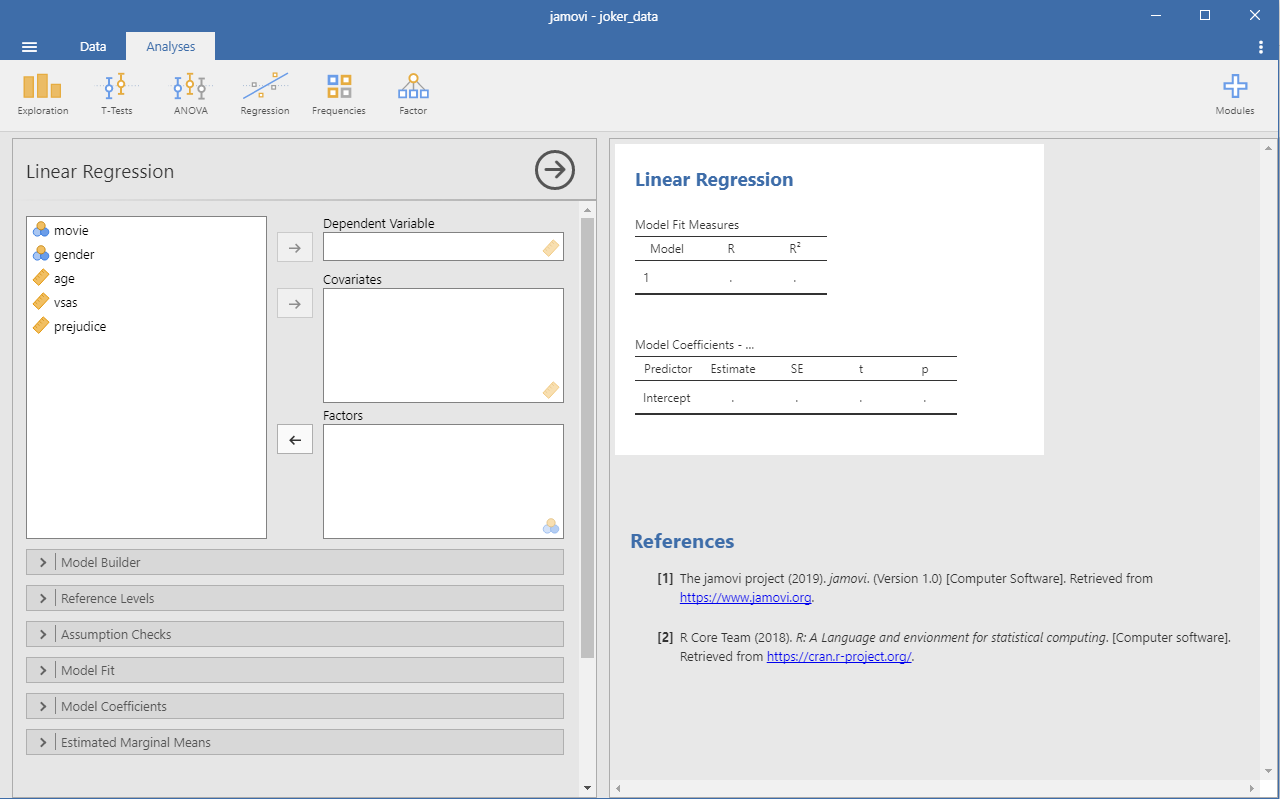 jamovi - joker_data
Data
Analyses
Exploration
T-Tests
ANOVA
Regression
Frequencies
Factor
Modules
Linear Regression
movie
gender
age
vsas
prejudice
Dependent Variable
Covariates
Factors
Model Builder
Reference Levels
Assumption Checks
Model Fit
Model Coefficients
Estimated Marginal Means
Linear Regression
Model Fit Measures
Model R R²
1 . .
Model Coefficients - ...
Predictor Estimate SE t p
Intercept . . . .
References
[1] The jamovi project (2019). jamovi. (Version 1.0) [Computer Software]. Retrieved from
https://www.jamovi.org.
[2] R Core Team (2018). R: A Language and envionment for statistical computing. [Computer software].
Retrieved from https://cran.r-project.org/.